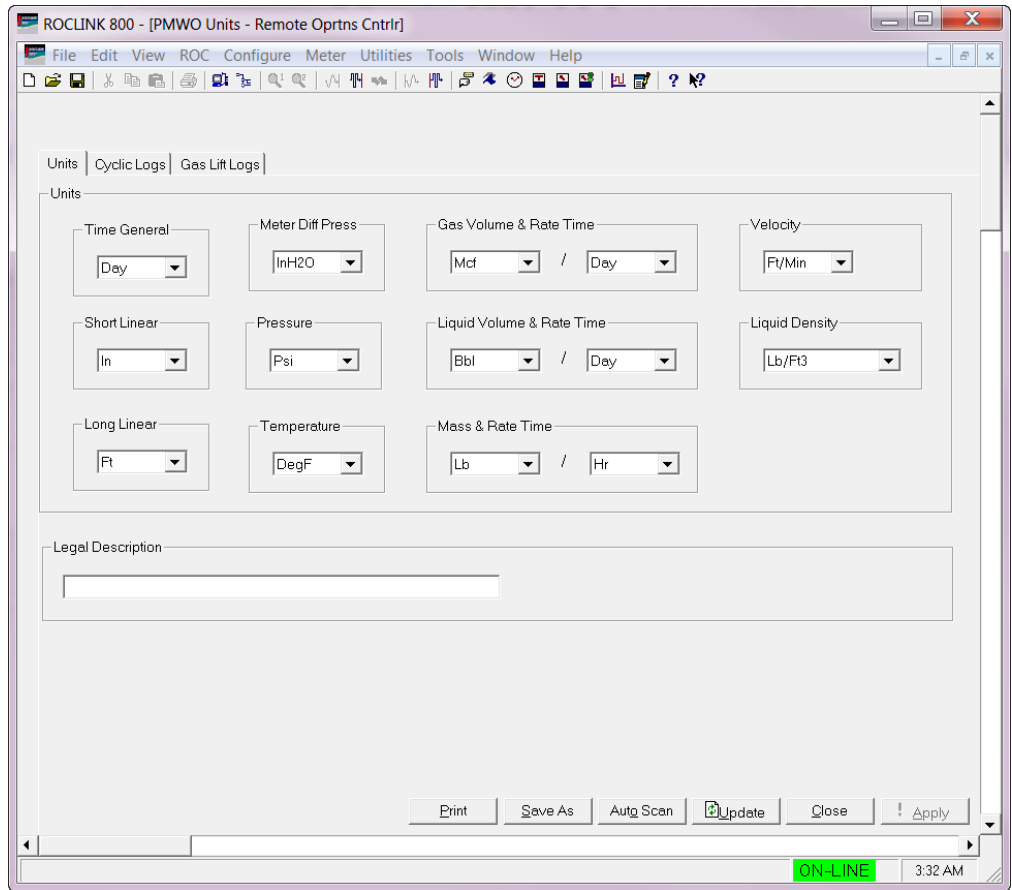 ROCLINK 800 - [PMWO Units - Remote Oprtns Cntrlr]
File Edit View ROC Configure Meter Utilities Tools Window Help
Units Cyclic Logs Gas Lift Logs
Units
Time General Meter Diff Press Gas Volume & Rate Time Velocity
Day InH2O Mcf / Day Ft/Min
Short Linear Pressure Liquid Volume & Rate Time Liquid Density
In Psi Bbl / Day Lb/Ft3
Long Linear Temperature Mass & Rate Time
Ft DegF Lb / Hr
Legal Description
Print Save As Auto Scan Update Close ! Apply
ON-LINE 3:32 AM